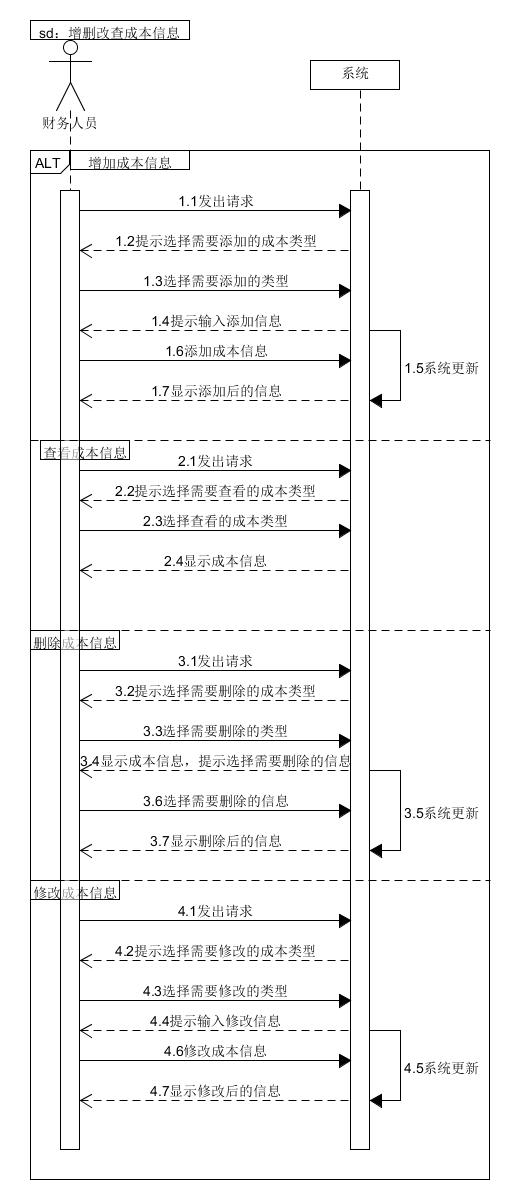 sd：增删改查成本信息
系统
财务人员
ALT
增加成本信息
1.1发出请求
1.2提示选择需要添加的成本类型
1.3选择需要添加的类型
1.4提示输入添加信息
1.6添加成本信息
1.5系统更新
1.7显示添加后的信息
查看成本信息
2.1发出请求
2.2提示选择需要查看的成本类型
2.3选择查看的成本类型
2.4显示成本信息
删除成本信息
3.1发出请求
3.2提示选择需要删除的成本类型
3.3选择需要删除的类型
3.4显示成本信息，提示选择需要删除的信息
3.6选择需要删除的信息
3.5系统更新
3.7显示删除后的信息
修改成本信息
4.1发出请求
4.2提示选择需要修改的成本类型
4.3选择需要修改的类型
4.4提示输入修改信息
4.6修改成本信息
4.5系统更新
4.7显示修改后的信息